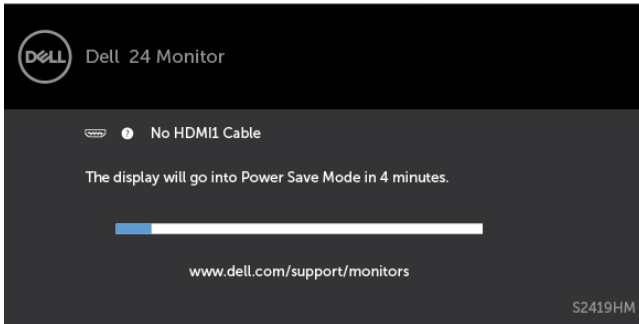 DELL
Dell 24 Monitor
? No HDMI1 Cable
The display will go into Power Save Mode in 4 minutes.
www.dell.com/support/monitors
S2419HM